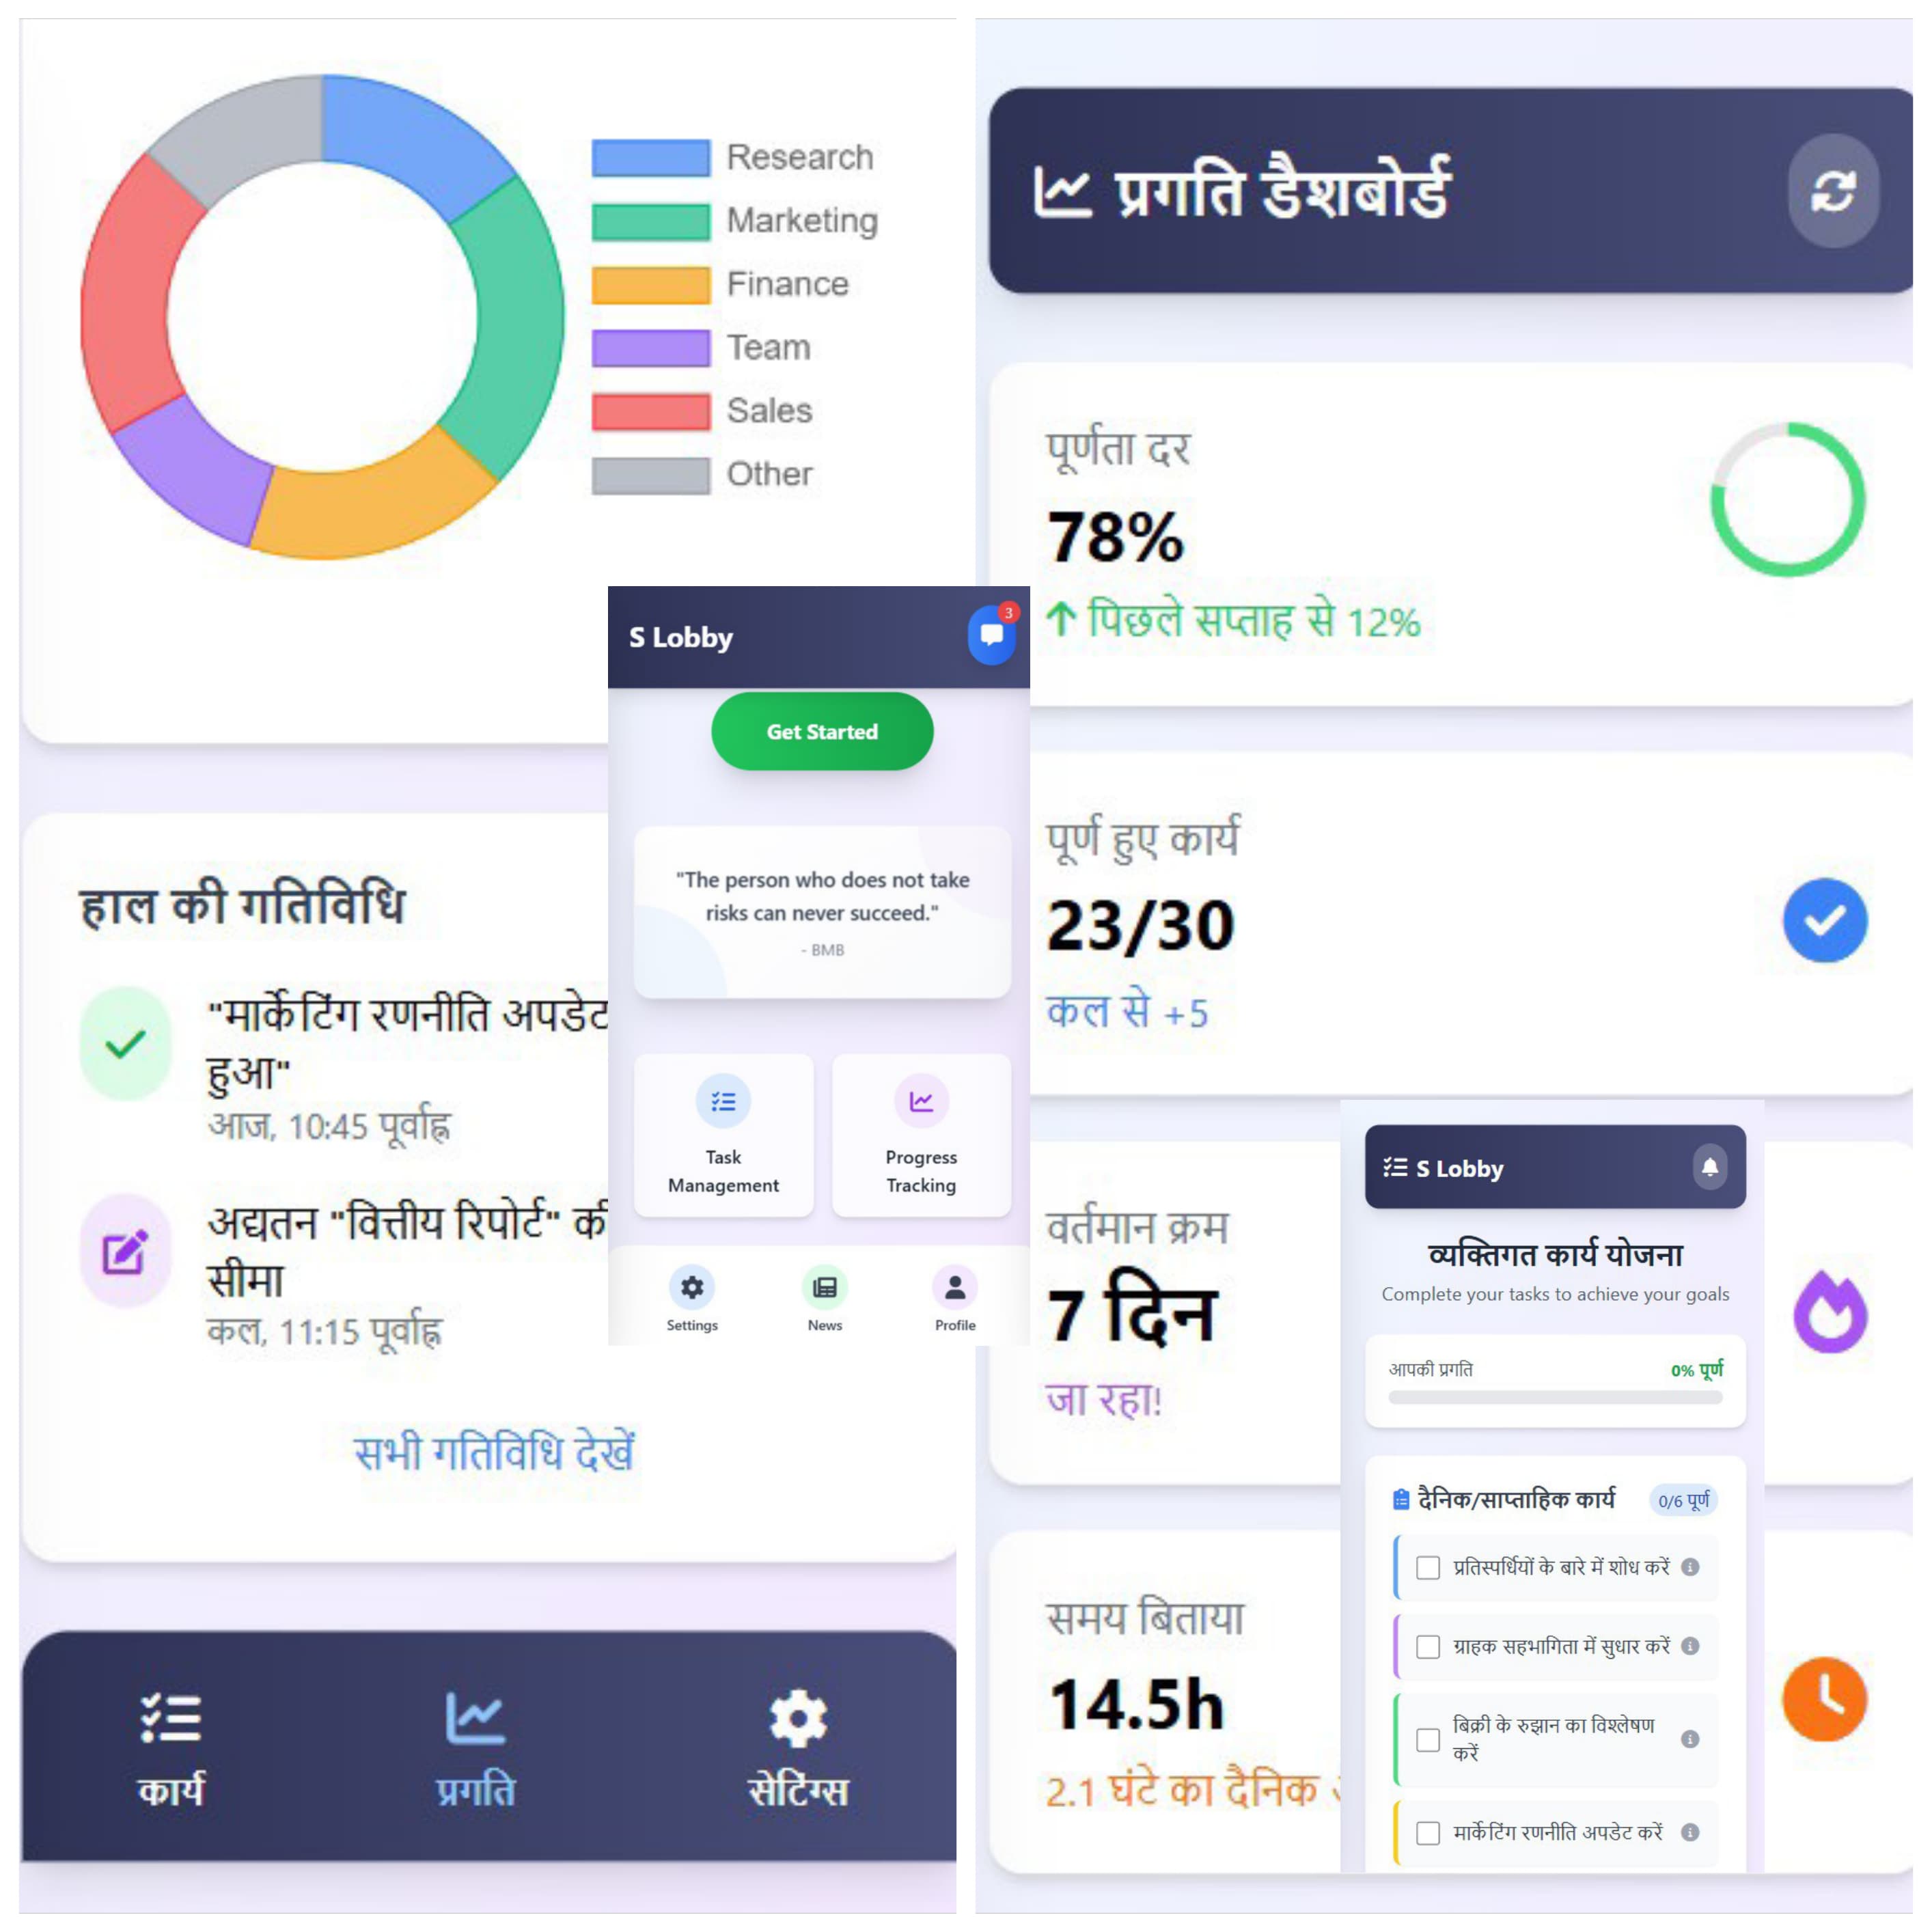 Research
Marketing
Finance
Team
Sales
Other
हाल की गतिविधि
"मार्केटिंग रणनीति अपडेट
हुआ"
आज, 10:45 पूर्वाह्न
अद्यतन "वित्तीय रिपोर्ट" की
सीमा
कल, 11:15 पूर्वाह्न
सभी गतिविधि देखें
कार्य
प्रगति
सेटिंग्स
S Lobby
3
Get Started
"The person who does not take
risks can never succeed."
- BMB
Task
Management
Progress
Tracking
Settings
News
Profile
प्रगति डैशबोर्ड
पूर्णता दर
78%
पिछले सप्ताह से 12%
पूर्ण हुए कार्य
23/30
कल से +5
वर्तमान क्रम
7 दिन
जा रहा!
समय बिताया
14.5h
2.1 घंटे का दैनिक
S Lobby
व्यक्तिगत कार्य योजना
Complete your tasks to achieve your goals
आपकी प्रगति
0% पूर्ण
दैनिक/साप्ताहिक कार्य
0/6 पूर्ण
प्रतिस्पर्धियों के बारे में शोध करें
ग्राहक सहभागिता में सुधार करें
बिक्री के रुझान का विश्लेषण
करें
मार्केटिंग रणनीति अपडेट करें